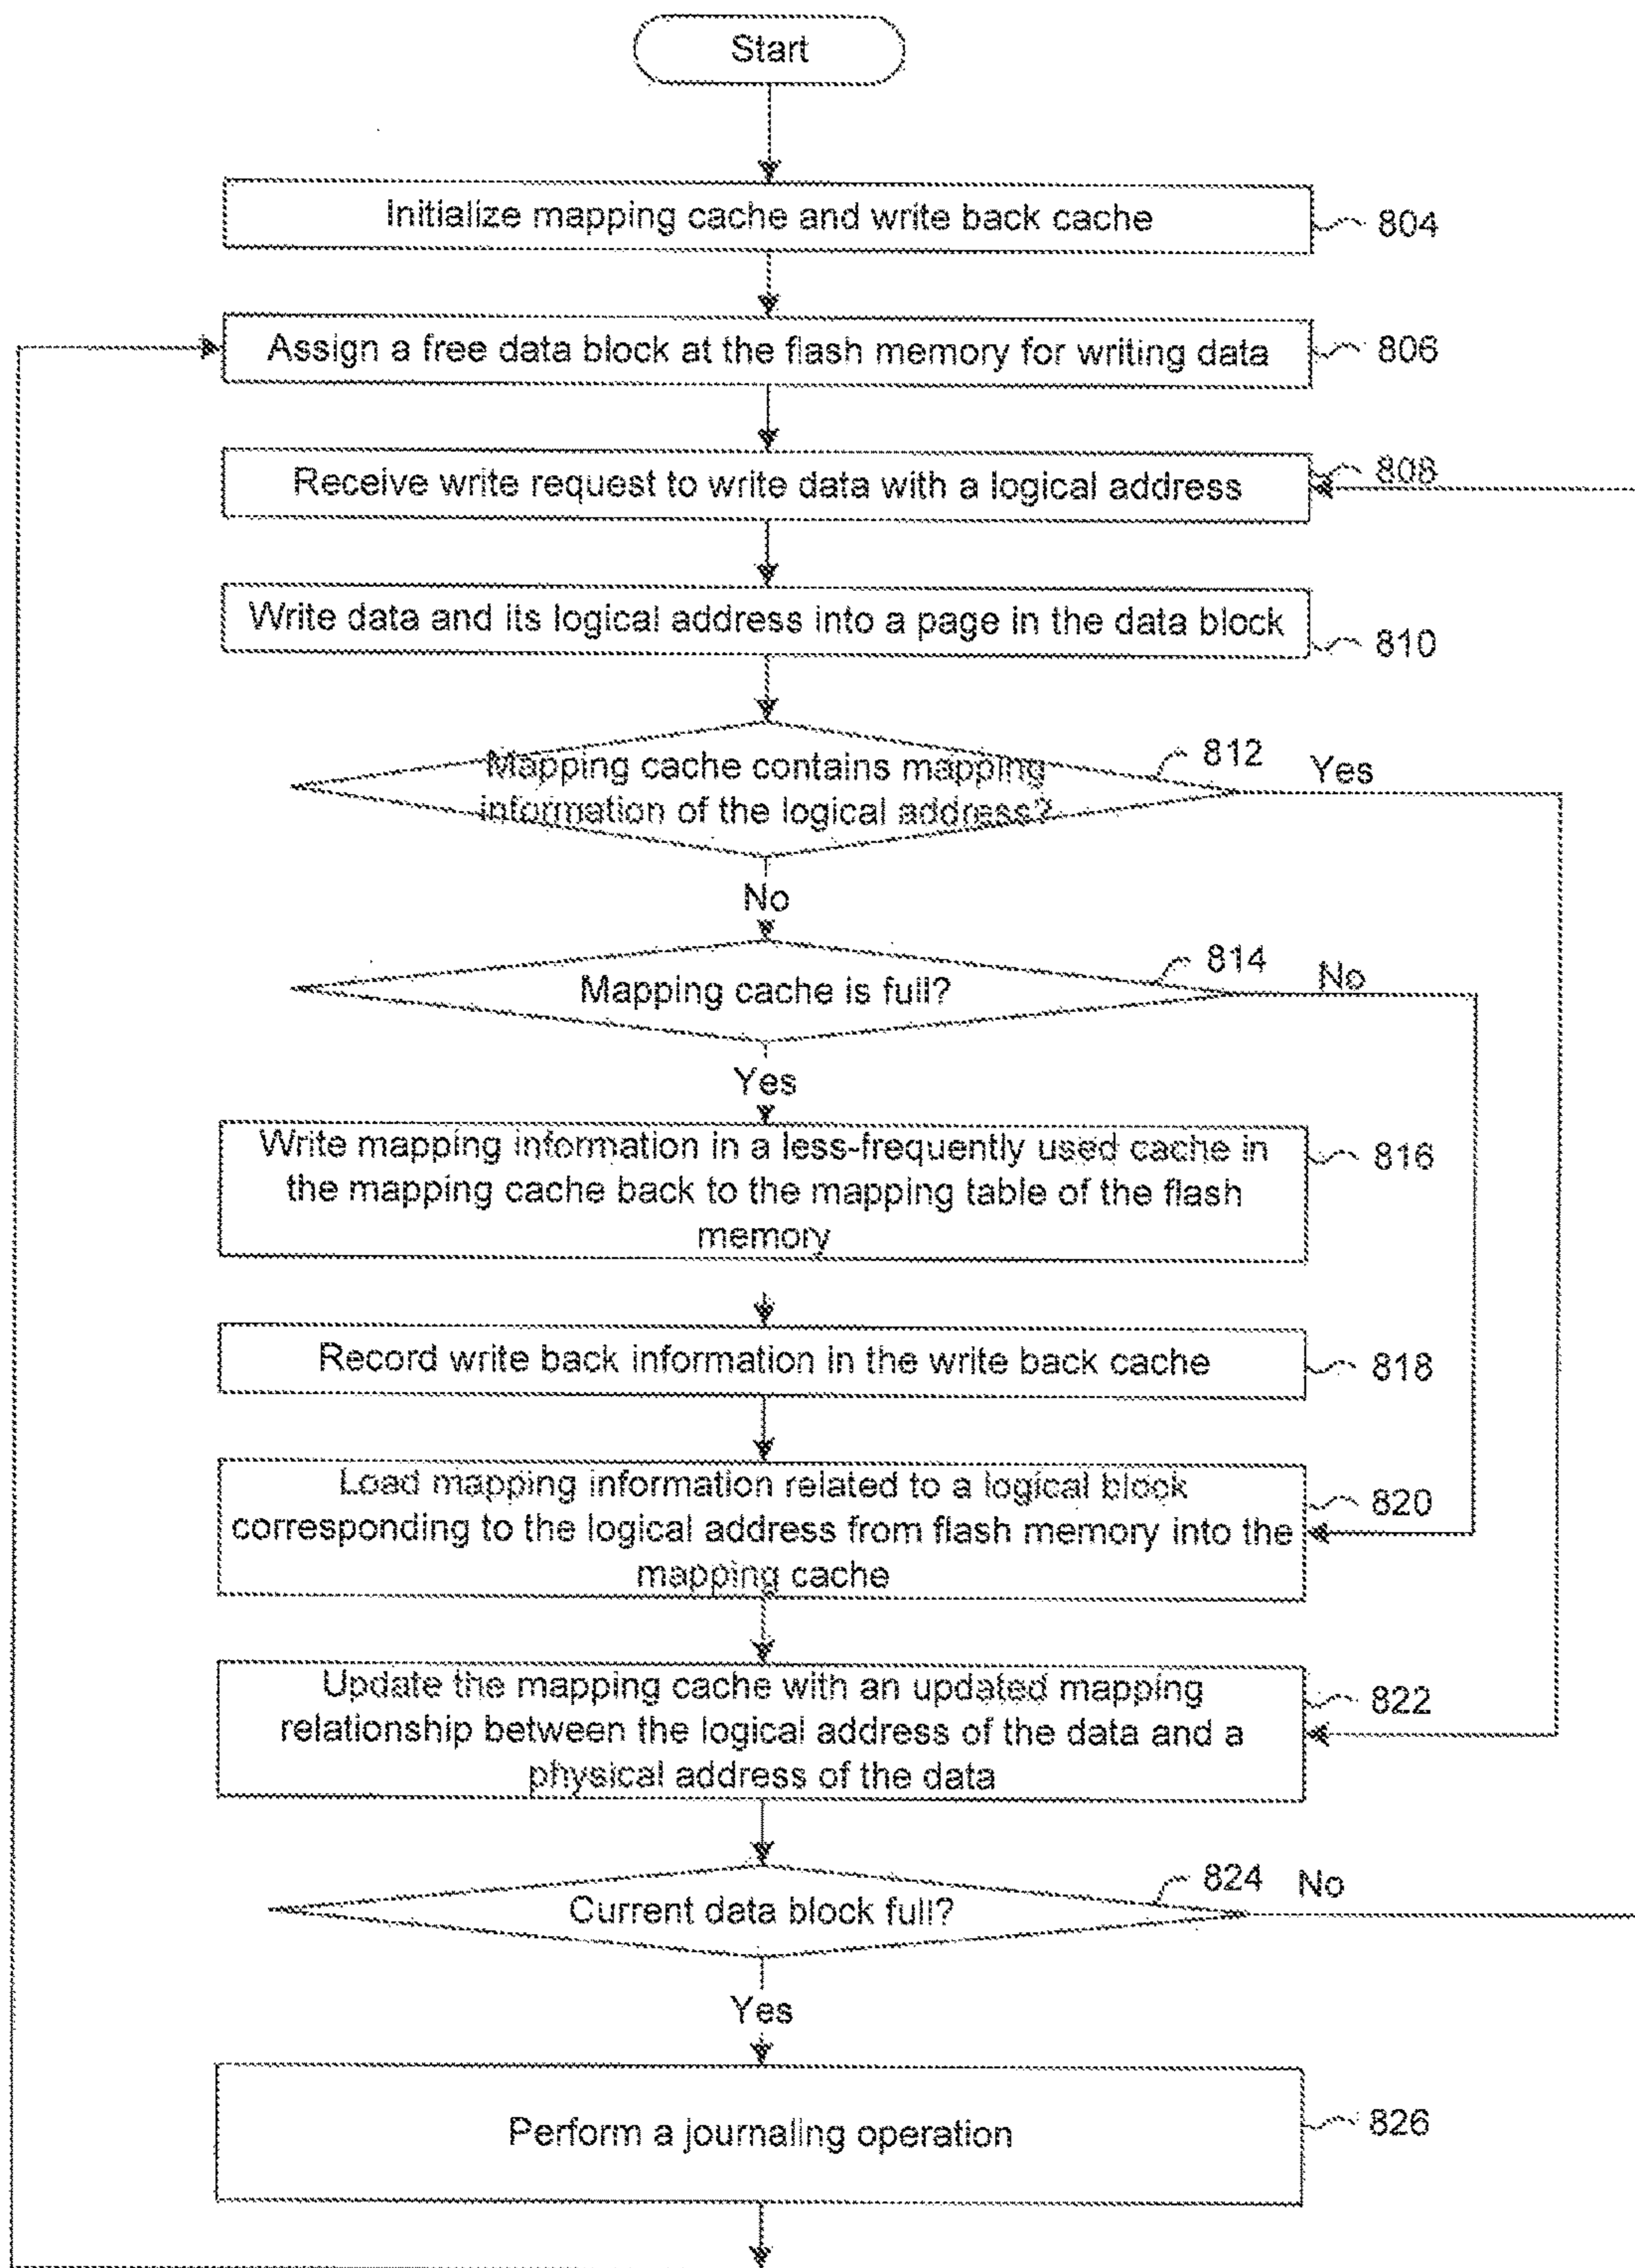 Start
Initialize mapping cache and write back cache
804
Assign a free data block at the flash memory for writing data
806
Receive write request to write data with a logical address
808
Write data and its logical address into a page in the data block
810
Mapping cache contains mapping
information of the logical address?
812
Yes
No
Mapping cache is full?
814
No
Yes
Write mapping information in a less-frequently used cache in
the mapping cache back to the mapping table of the flash
memory
816
Record write back information in the write back cache
818
Load mapping information related to a logical block
corresponding to the logical address from flash memory into the
mapping cache
820
Update the mapping cache with an updated mapping
relationship between the logical address of the data and a
physical address of the data
822
Current data block full?
824
No
Yes
Perform a journaling operation
826